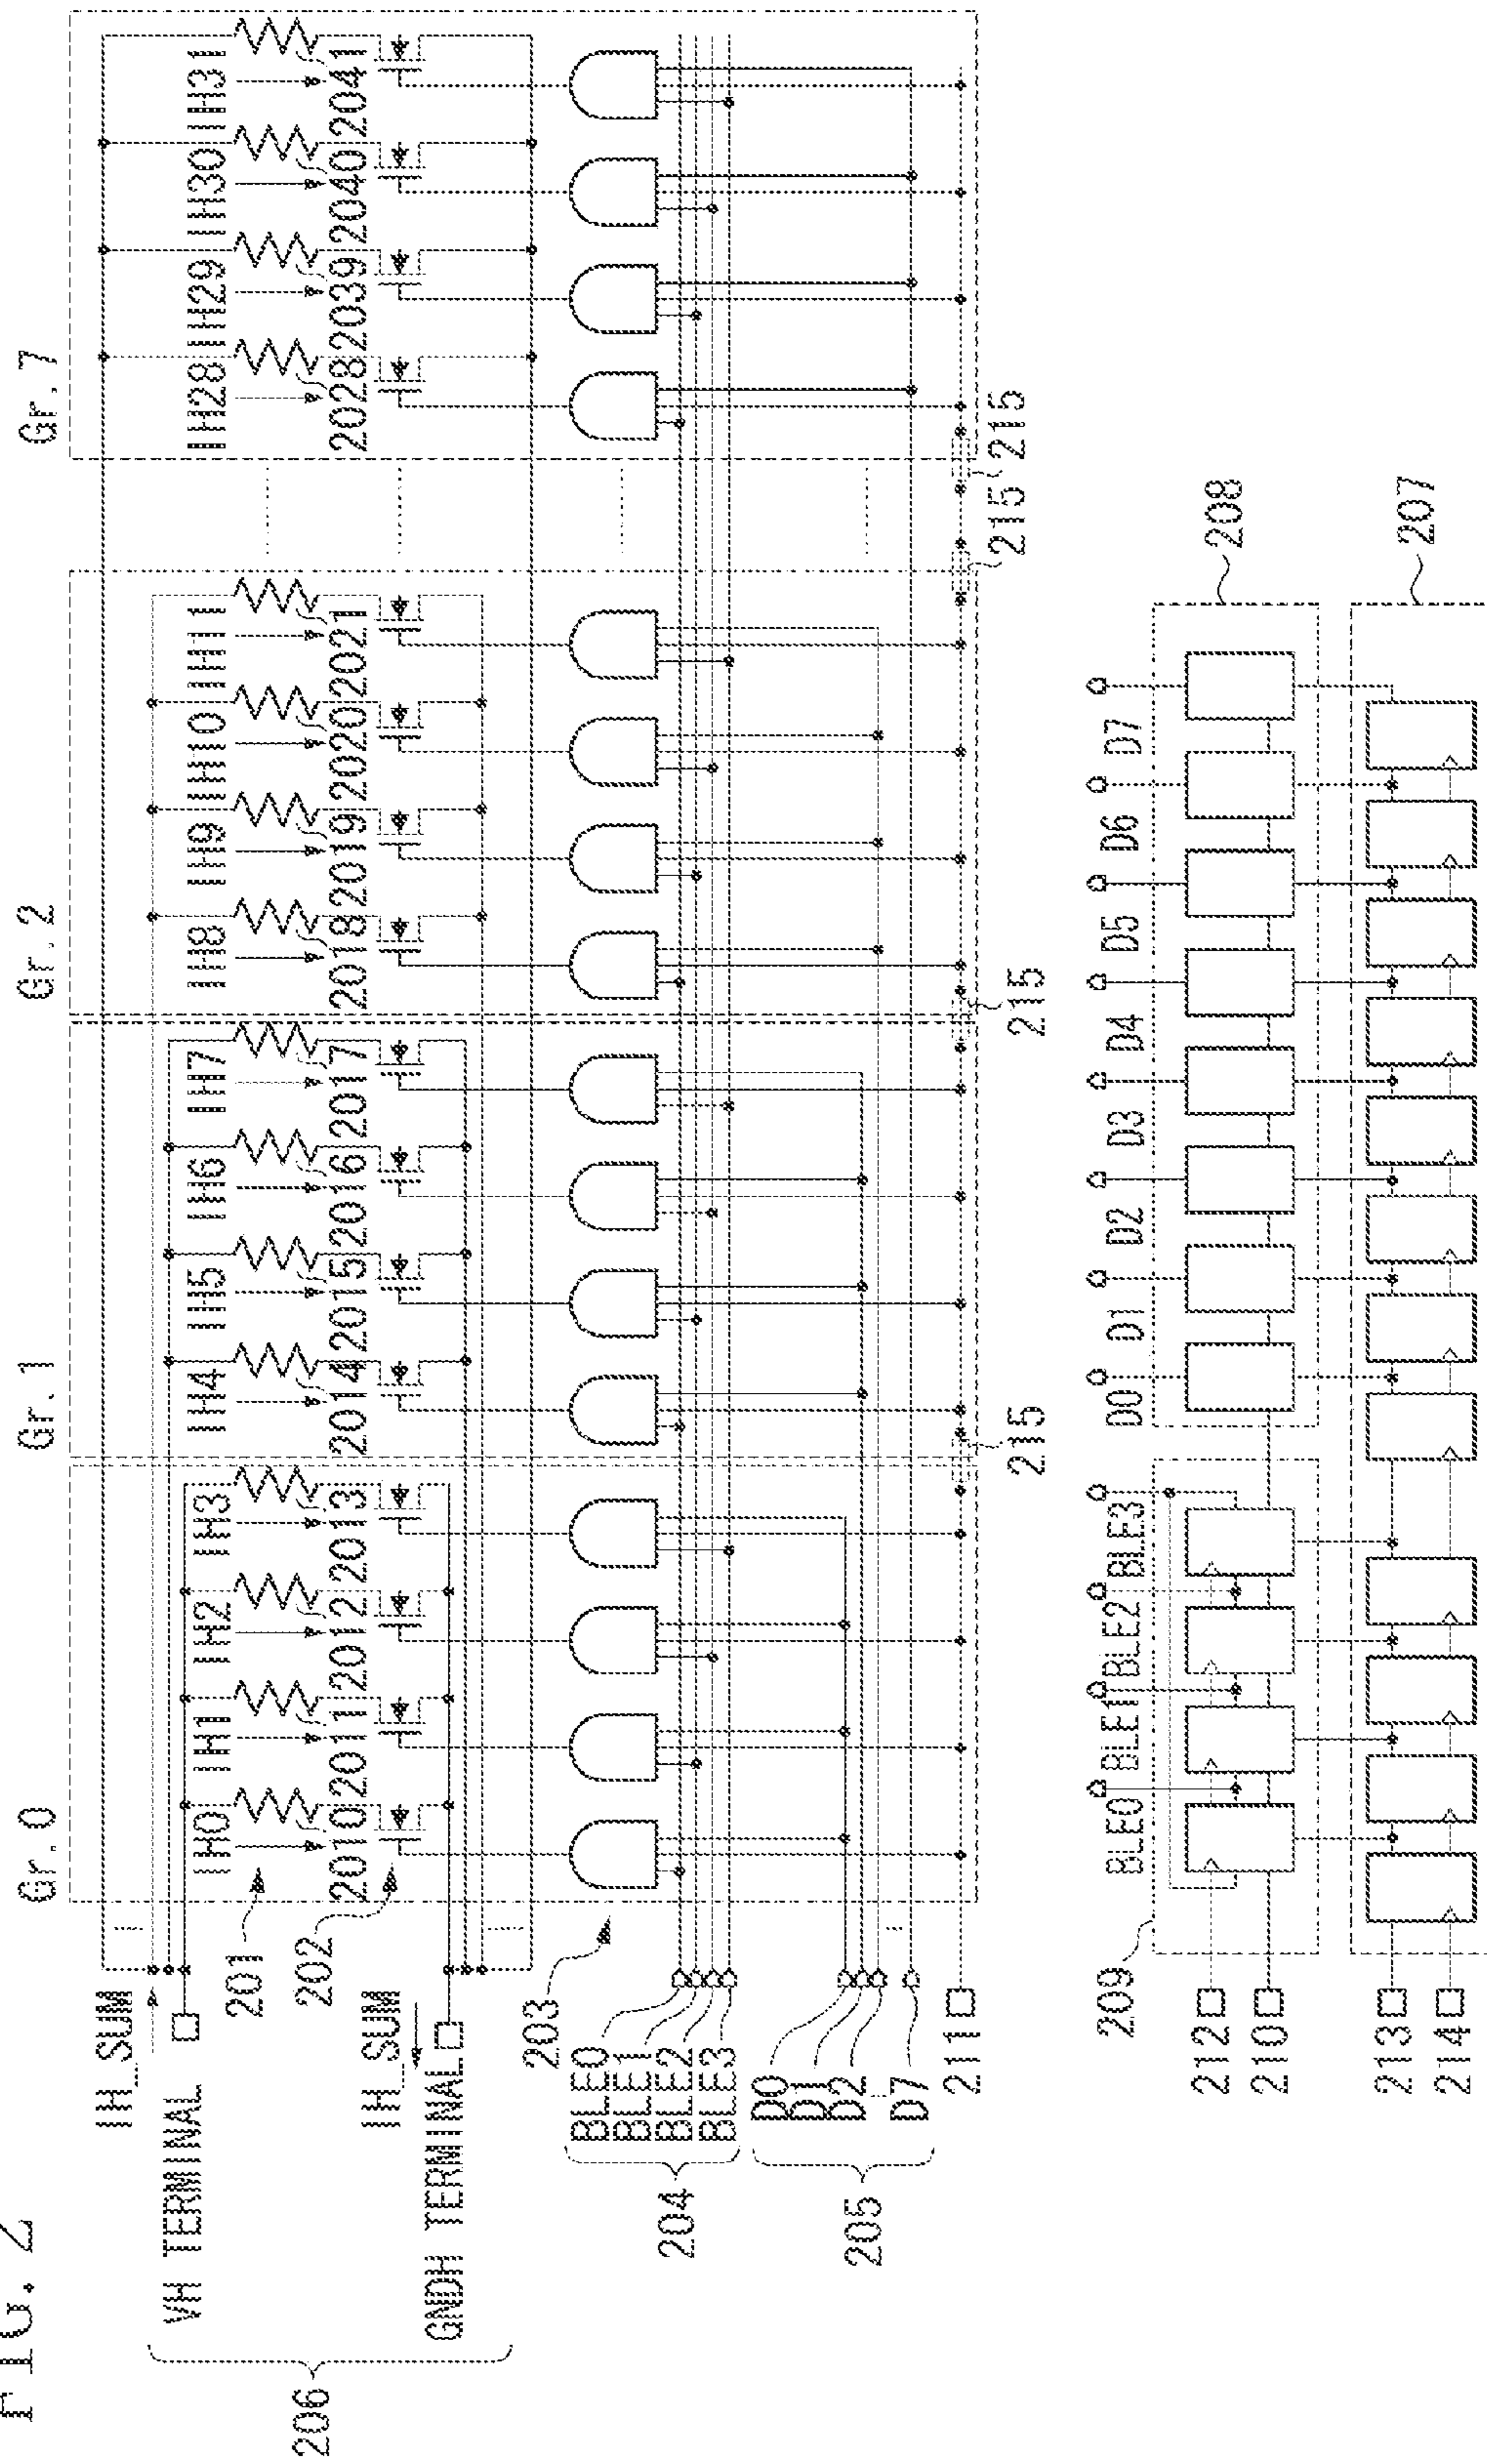 FIG. 2
Gr. 0
Gr. 1
Gr. 2
Gr. 7
IH_SUM
VH TERMINAL
IH0
IH1
IH2
IH3
IH4
IH5
IH6
IH7
IH8
IH9
IH10
IH11
IH28
IH29
IH30
IH31
201
2010
2011
2012
2013
2014
2015
2016
2017
2018
2019
2020
2021
2028
2039
2040
2041
202
206
IH_SUM
GNDH TERMINAL
203
204
BLE0
BLE1
BLE2
BLE3
205
D0
D1
D2
D7
211
215
215
215
215
209
BLE0
BLE1
BLE2
BLE3
D0
D1
D2
D3
D4
D5
D6
D7
208
212
210
213
214
207